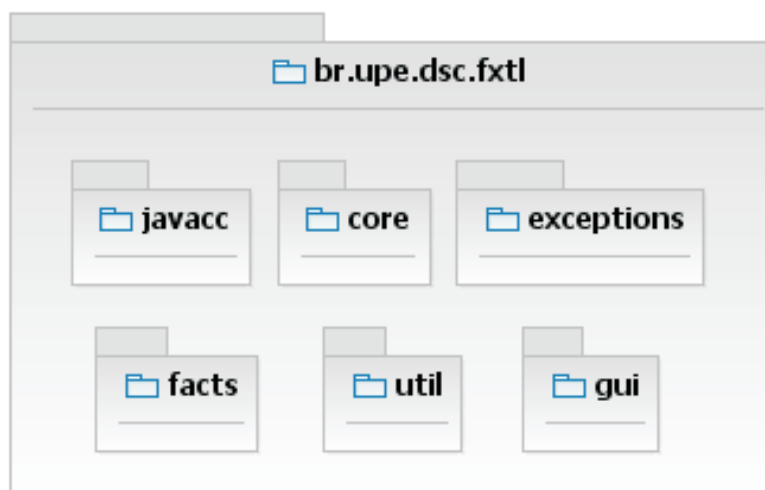 br.upe.dsc.fxtl
javacc core exceptions
facts util gui